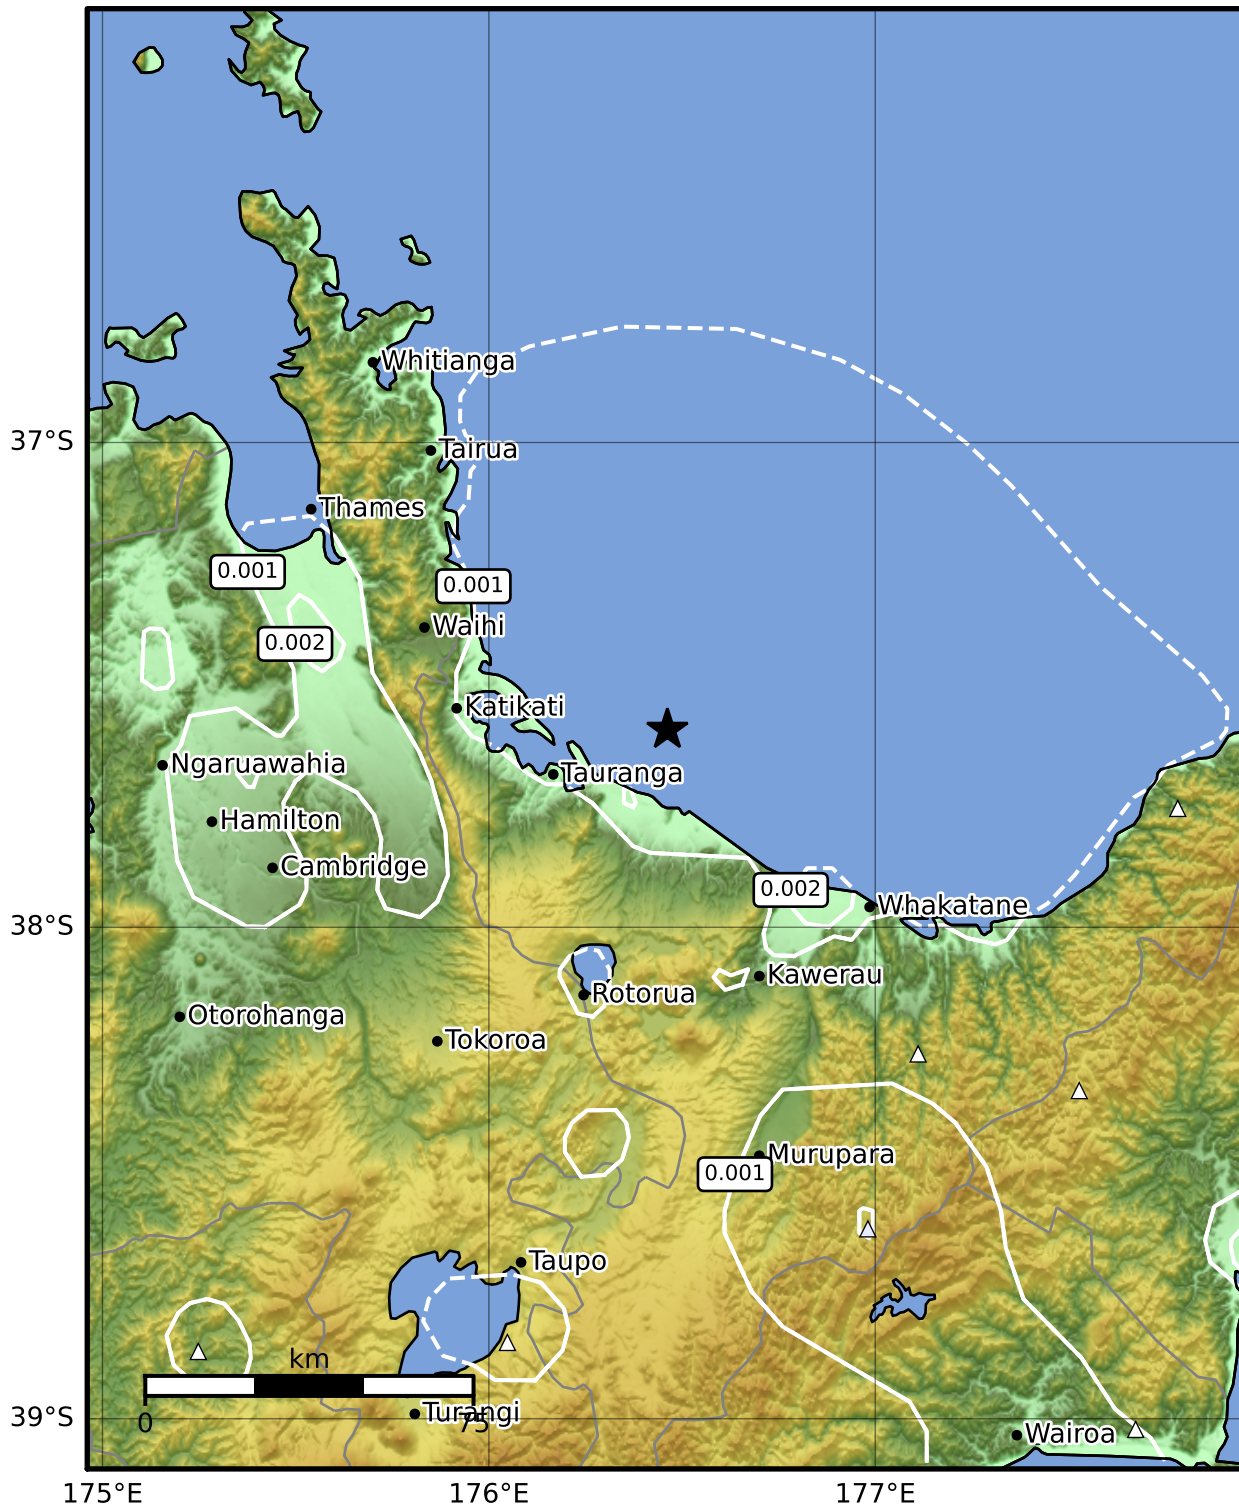 Whitianga
37°S
Tairua
Thames
0.001
0.001
Waihi
0.002
Katikati
Ngaruawahia
Tauranga
Hamilton
Cambridge
0.002
Whakatane
38°S
Kawerau
Rotorua
Otorohanga
Tokoroa
Murupara
0.001
Taupo
km
0
75
Turangi
39°S
Wairoa
175°E
176°E
177°E